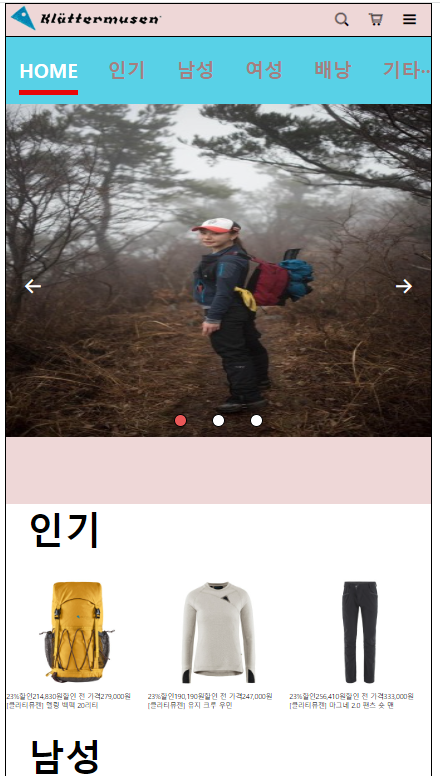 Klättermusen
HOME 인기 남성 여성 배낭 기타··
인기
23%할인214,830원할인 전 가격279,000원
[클라터뮤젠] 델링 백팩 20리터
23%할인190,190원할인 전 가격247,000원
[클라터뮤젠] 유지 크루 우먼
23%할인256,410원할인 전 가격333,000원
[클라터뮤젠] 마그네 2.0 팬츠 숏 맨
남성